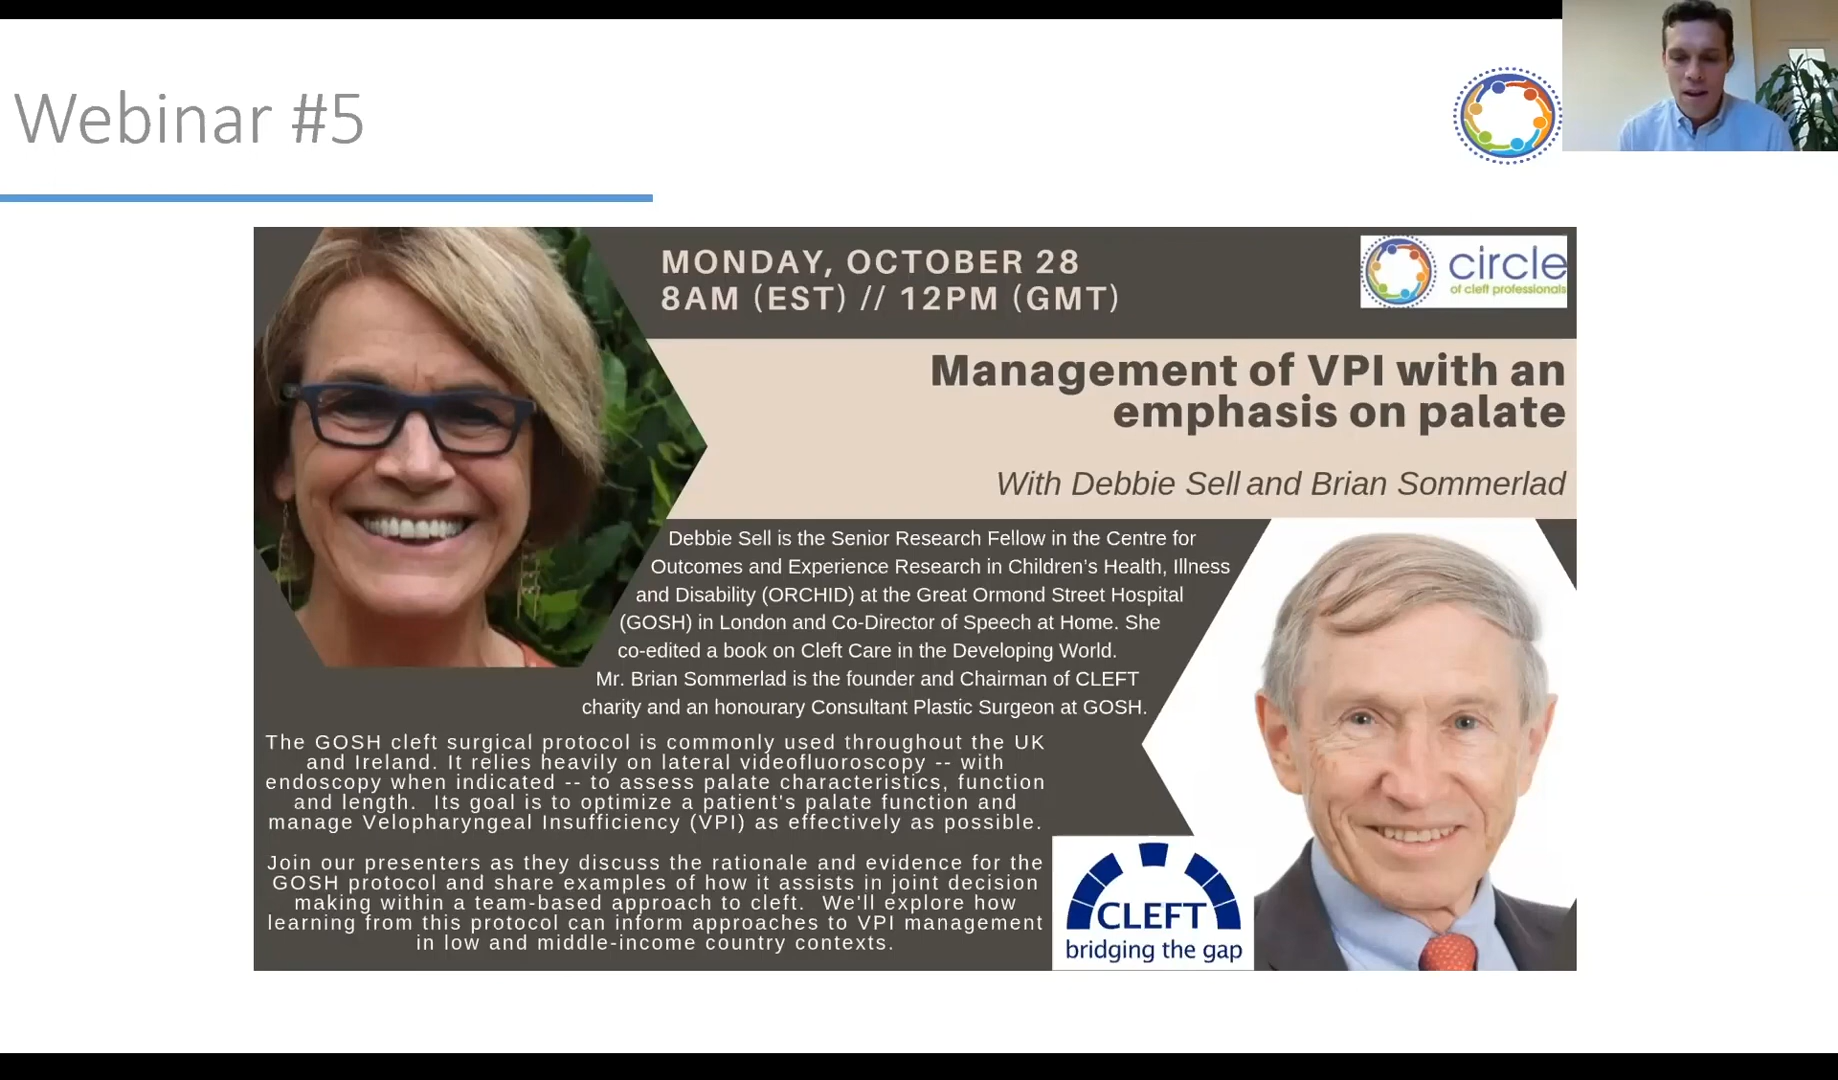 Webinar #5
MONDAY, OCTOBER 28
8AM (EST) // 12PM (GMT)
circle
of cleft professionals
Management of VPI with an
emphasis on palate
With Debbie Sell and Brian Sommerlad
Debbie Sell is the Senior Research Fellow in the Centre for
Outcomes and Experience Research in Children's Health, Illness
and Disability (ORCHID) at the Great Ormond Street Hospital
(GOSH) in London and Co-Director of Speech at Home. She
co-edited a book on Cleft Care in the Developing World.
Mr. Brian Sommerlad is the founder and Chairman of CLEFT
charity and an honourary Consultant Plastic Surgeon at GOSH.
The GOSH cleft surgical protocol is commonly used throughout the UK
and Ireland. It relies heavily on lateral videofluoroscopy -- with
endoscopy when indicated -- to assess palate characteristics, function
and length. Its goal is to optimize a patient's palate function and
manage Velopharyngeal Insufficiency (VPI) as effectively as possible.
Join our presenters as they discuss the rationale and evidence for the
GOSH protocol and share examples of how it assists in joint decision
making within a team-based approach to cleft. We'll explore how
learning from this protocol can inform approaches to VPI management
in low and middle-income country contexts.
CLEFT
bridging the gap